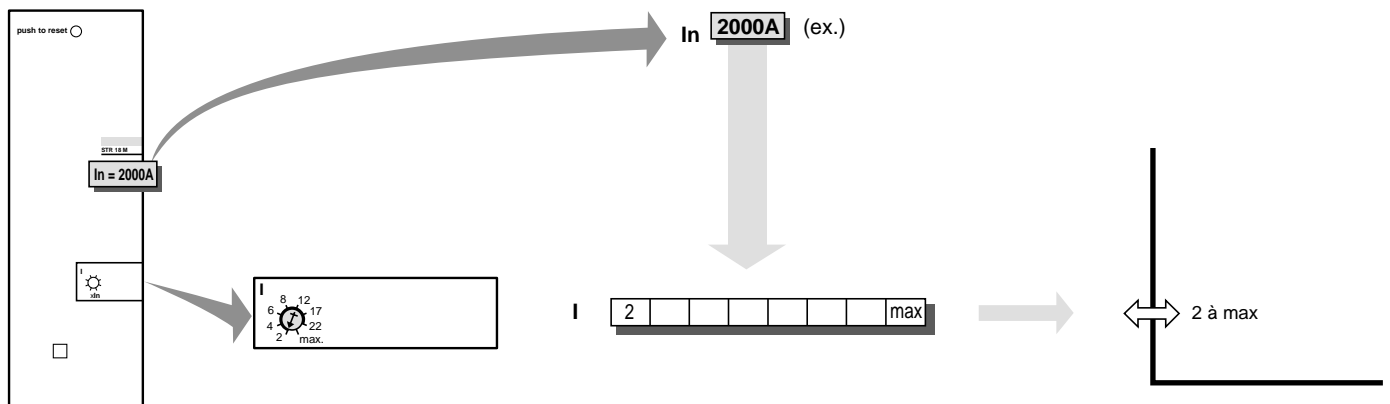 push to reset
In 2000A (ex.)
STR 18 M
In = 2000A
I
xIn
I
8 12
6 17
4 22
2 max.
I 2 max
2 à max